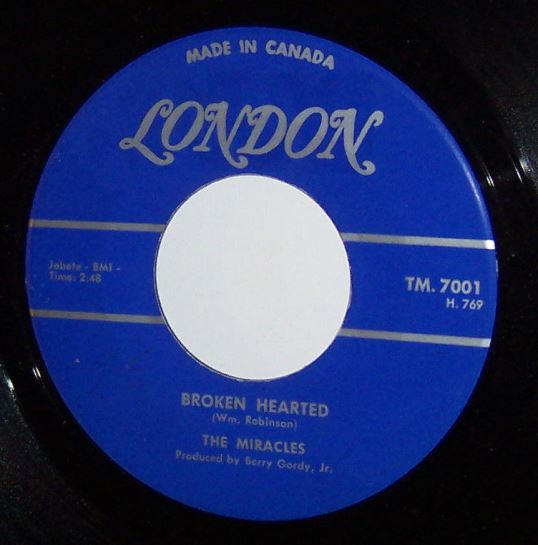 MADE IN CANADA
LONDON
Jobete - BMI -
Time: 2:48
TM. 7001
H. 769
BROKEN HEARTED
(Wm. Robinson)
THE MIRACLES
Produced by Berry Gordy, Jr.